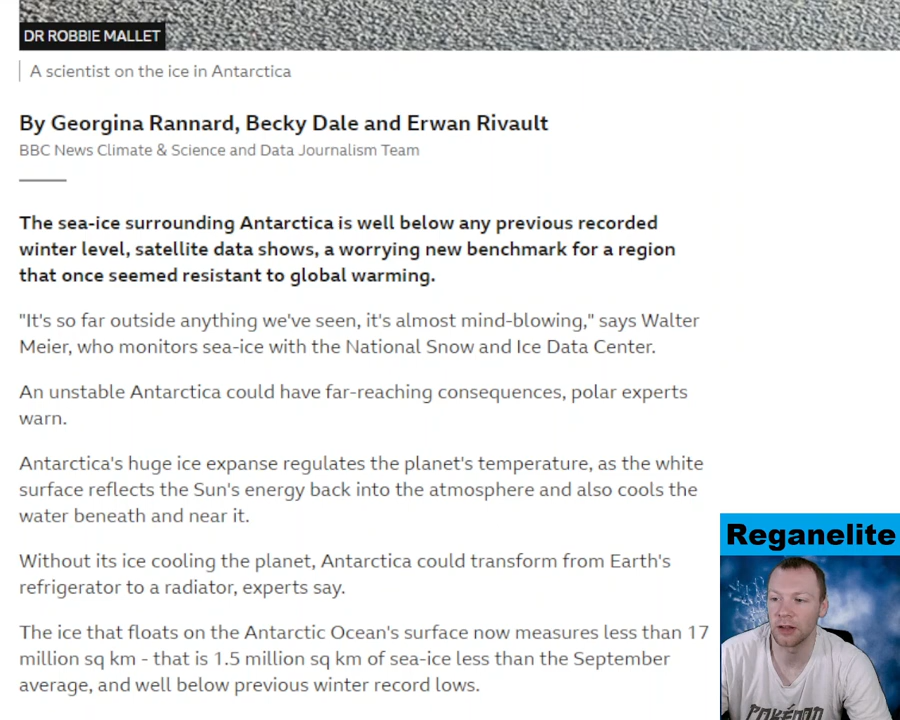 DR ROBBIE MALLET
A scientist on the ice in Antarctica
By Georgina Rannard, Becky Dale and Erwan Rivault
BBC News Climate & Science and Data Journalism Team
The sea-ice surrounding Antarctica is well below any previous recorded
winter level, satellite data shows, a worrying new benchmark for a region
that once seemed resistant to global warming.
"It's so far outside anything we've seen, it's almost mind-blowing," says Walter
Meier, who monitors sea-ice with the National Snow and Ice Data Center.
An unstable Antarctica could have far-reaching consequences, polar experts
warn.
Antarctica's huge ice expanse regulates the planet's temperature, as the white
surface reflects the Sun's energy back into the atmosphere and also cools the
water beneath and near it.
Without its ice cooling the planet, Antarctica could transform from Earth's
refrigerator to a radiator, experts say.
The ice that floats on the Antarctic Ocean's surface now measures less than 17
million sq km - that is 1.5 million sq km of sea-ice less than the September
average, and well below previous winter record lows.
Reganelite
POKÉMON